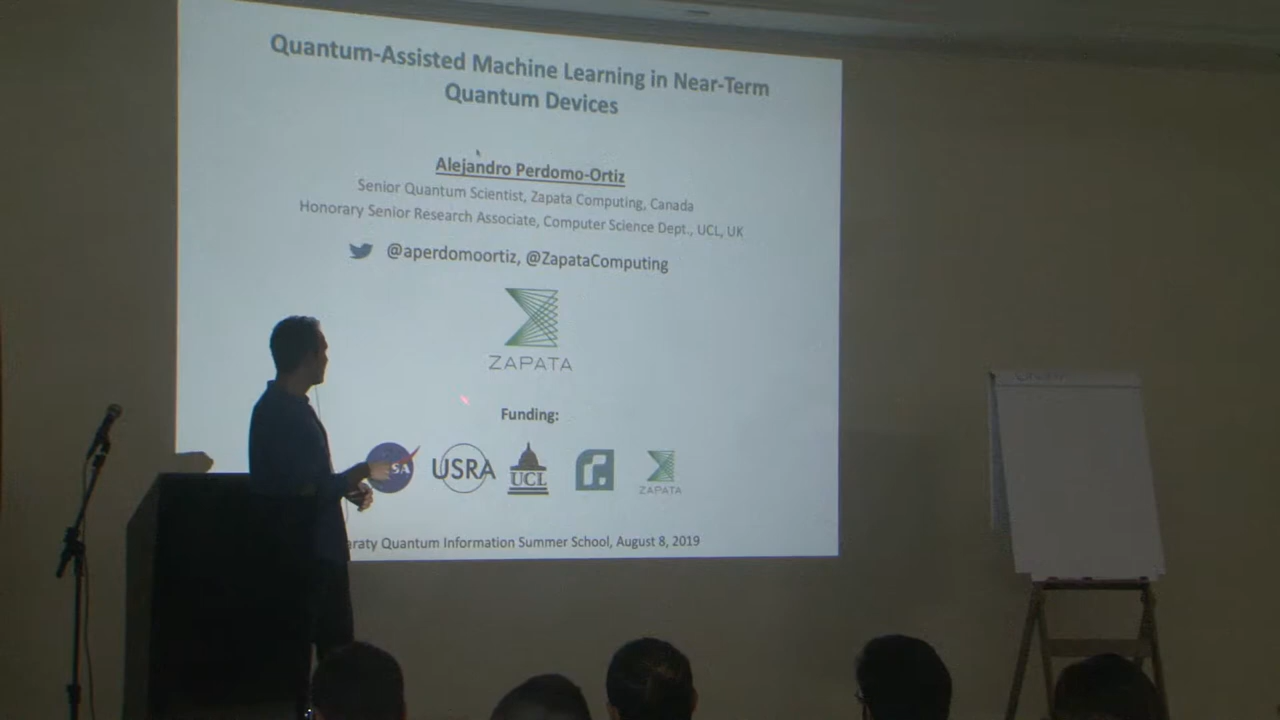 Quantum-Assisted Machine Learning in Near-Term
Quantum Devices
Alejandro Perdomo-Ortiz
Senior Quantum Scientist, Zapata Computing, Canada
Honorary Senior Research Associate, Computer Science Dept., UCL, UK
@aperdomoortiz, @ZapataComputing
ZAPATA
Funding:
SA USRA UCL ZAPATA
araty Quantum Information Summer School, August 8, 2019